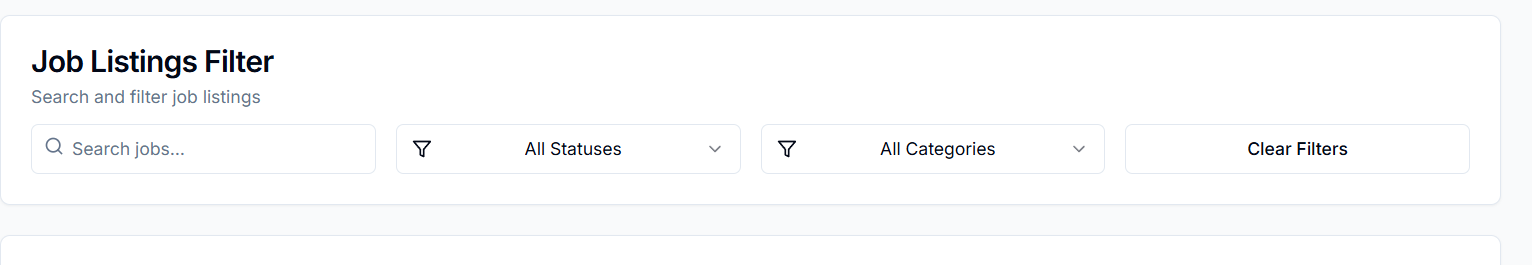 Job Listings Filter
Search and filter job listings
Search jobs...
All Statuses
All Categories
Clear Filters